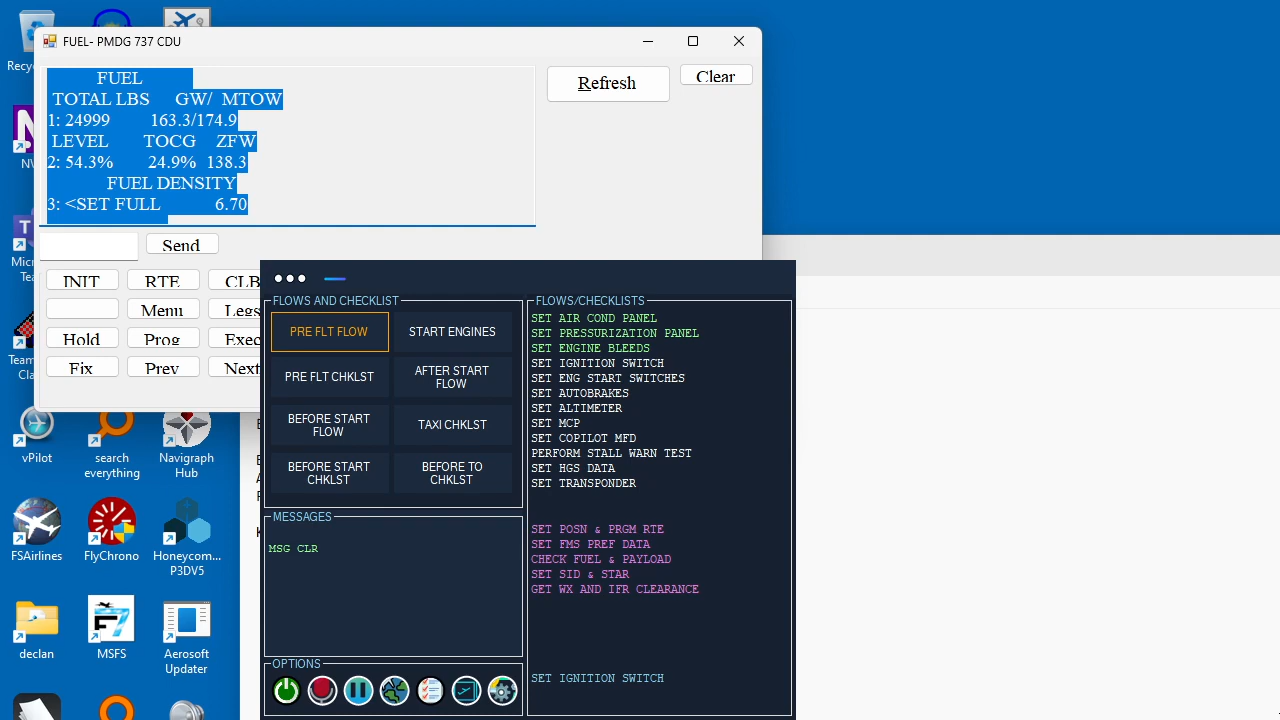 Recy
FUEL- PMDG 737 CDU
FUEL
TOTAL LBS GW/ MTOW
1: 24999 163.3/174.9
LEVEL TOCG ZFW
2: 54.3% 24.9% 138.3
FUEL DENSITY
3: <SET FULL 6.70
Refresh
Clear
Send
INIT RTE CLB
Menu Legs
Hold Prog Exec
Fix Prev Next
NV
Micr
Tea
Team
Cla
vPilot
search
everything
Navigraph
Hub
FSAirlines
FlyChrono
Honeycom...
P3DV5
declan
MSFS
Aerosoft
Updater
FLOWS AND CHECKLIST
PRE FLT FLOW
START ENGINES
PRE FLT CHKLST
AFTER START
FLOW
BEFORE START
FLOW
TAXI CHKLST
BEFORE START
CHKLST
BEFORE TO
CHKLST
MESSAGES
MSG CLR
OPTIONS
FLOWS/CHECKLISTS
SET AIR COND PANEL
SET PRESSURIZATION PANEL
SET ENGINE BLEEDS
SET IGNITION SWITCH
SET ENG START SWITCHES
SET AUTOBRAKES
SET ALTIMETER
SET MCP
SET COPILOT MFD
PERFORM STALL WARN TEST
SET HGS DATA
SET TRANSPONDER
SET POSN & PRGM RTE
SET FMS PREF DATA
CHECK FUEL & PAYLOAD
SET SID & STAR
GET WX AND IFR CLEARANCE
SET IGNITION SWITCH